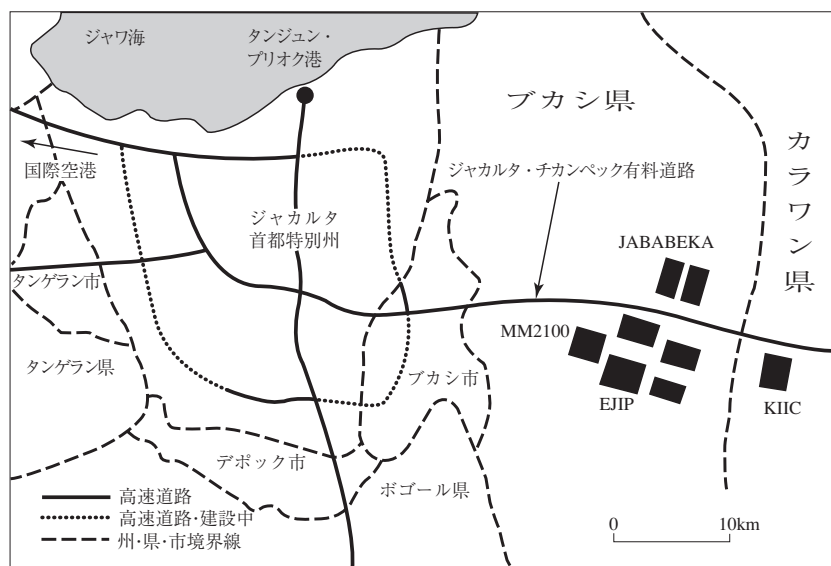 ジャワ海
タンジュン・
プリオク港
ブカシ県
カラワン県
国際空港
ジャカルタ・チカンペック有料道路
ジャカルタ
首都特別州
JABABEKA
タンゲラン市
MM2100
タンゲラン県
ブカシ市
EJIP
KIIC
デポック市
ボゴール県
高速道路
高速道路・建設中
州・県・市境界線
0 10km